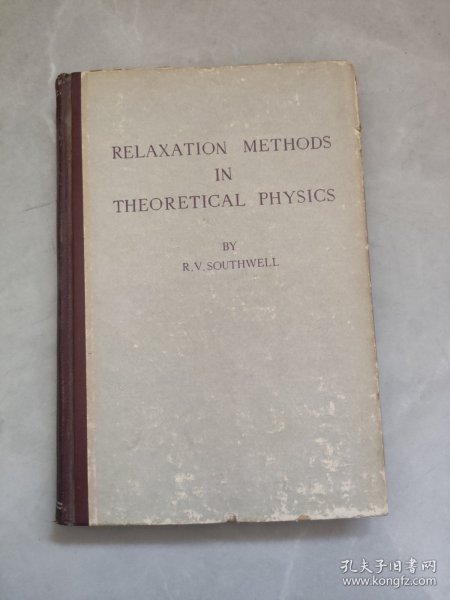 RELAXATION METHODS
IN
THEORETICAL PHYSICS
BY
R.V.SOUTHWELL
孔夫子旧书网
www.kongfz.com